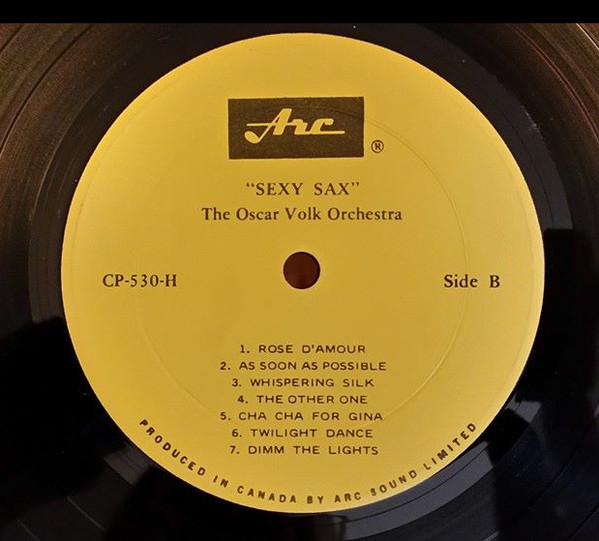 Arc
®
"SEXY SAX"
The Oscar Volk Orchestra
CP-530-H
Side B
1. ROSE D'AMOUR
2. AS SOON AS POSSIBLE
3. WHISPERING SILK
4. THE OTHER ONE
5. CHA CHA FOR GINA
6. TWILIGHT DANCE
7. DIMM THE LIGHTS
PRODUCED IN CANADA BY ARC SOUND LIMITED